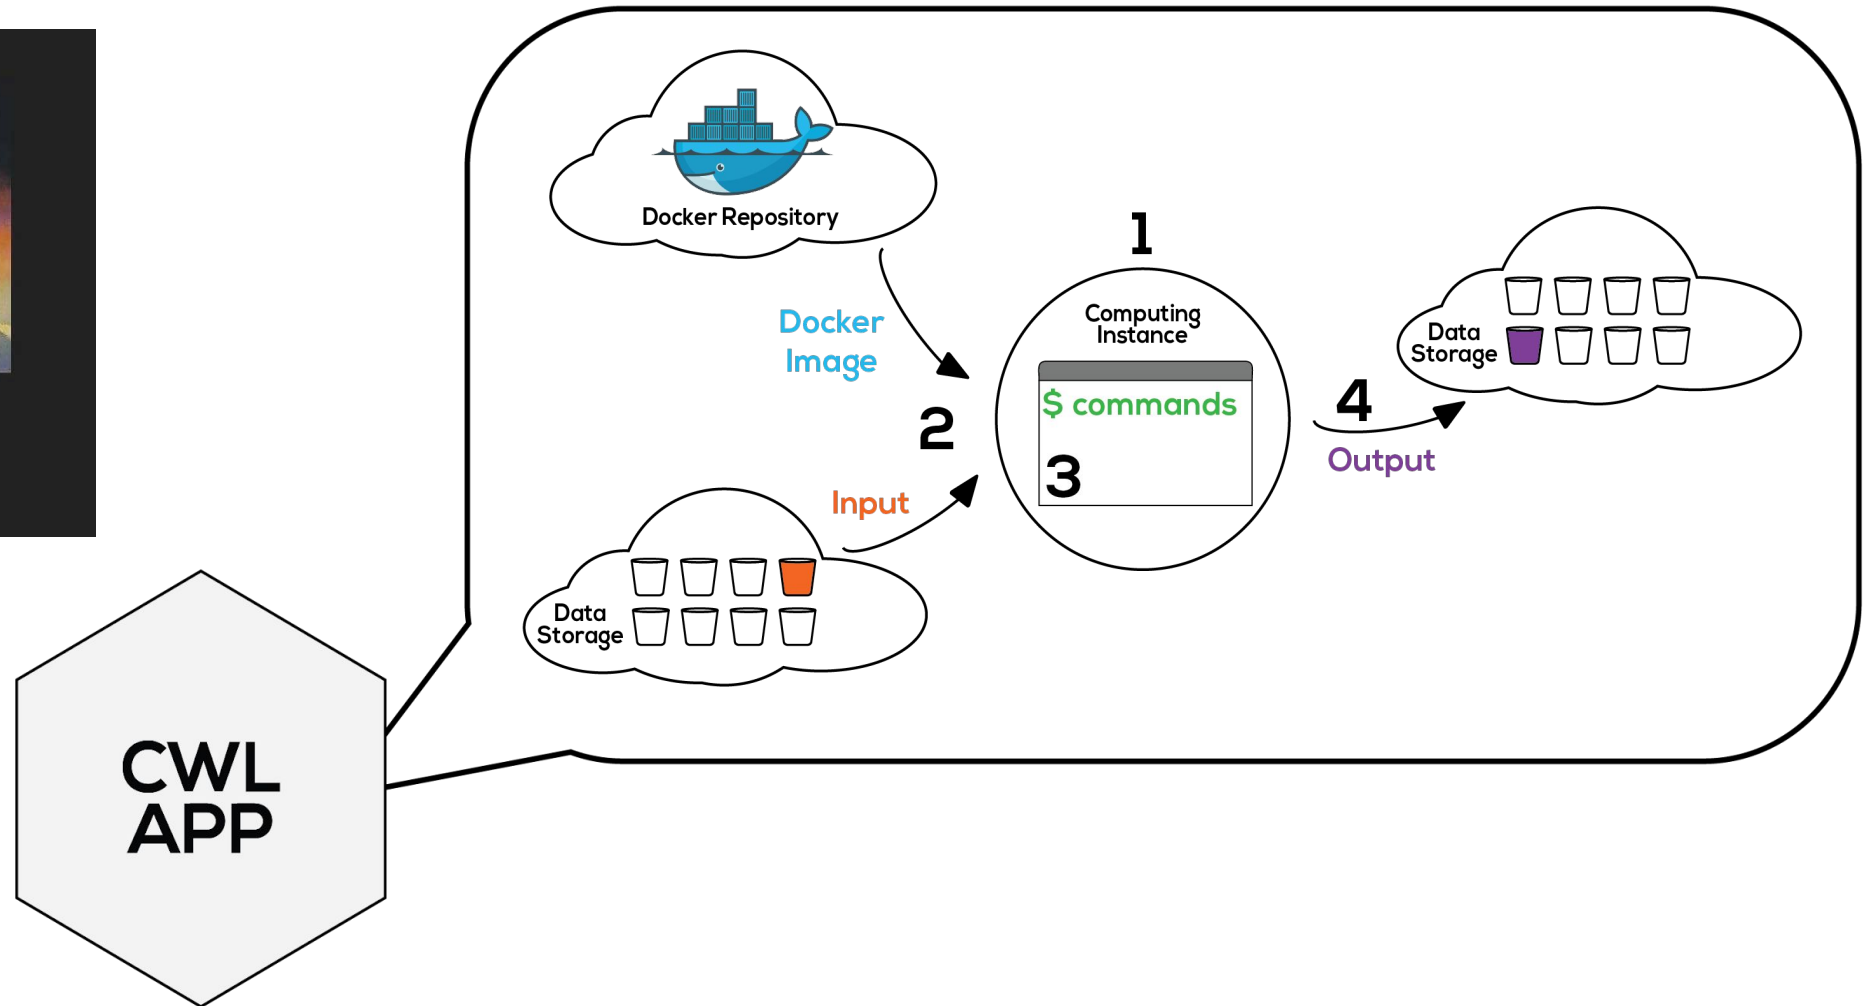 Docker Repository
1
Computing
Instance
Docker
Image
$ commands
2
3
Input
Data
Storage
4
Output
Data
Storage
CWL
APP